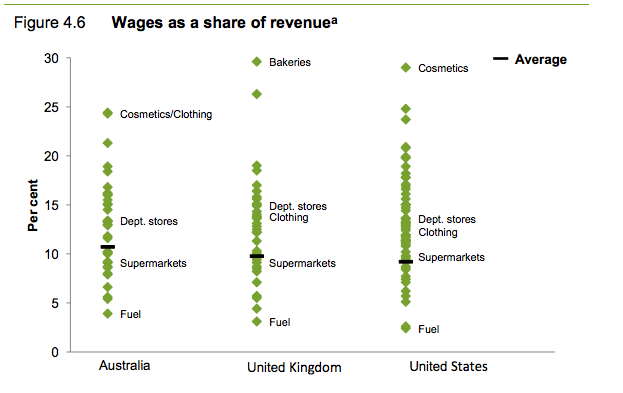 Figure 4.6 Wages as a share of revenueᵃ
Average
Per cent
30
25
20
15
10
5
0
Cosmetics/Clothing
Dept. stores
Supermarkets
Fuel
Bakeries
Dept. stores
Clothing
Supermarkets
Fuel
Cosmetics
Dept. stores
Clothing
Supermarkets
Fuel
Australia United Kingdom United States